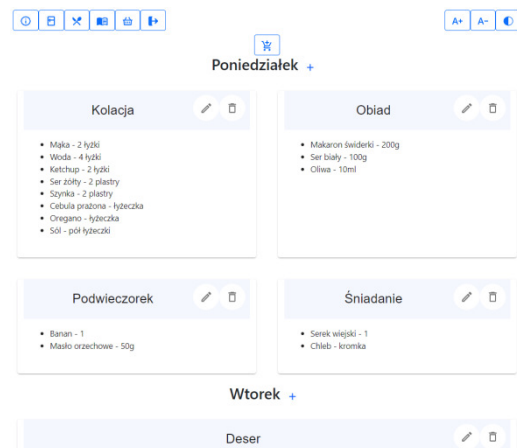 A+ A-
Poniedziałek +
Kolacja
Mąka - 2 łyżki
Woda - 4 łyżki
Ketchup - 2 łyżki
Ser żółty - 2 plastry
Szynka - 2 plastry
Cebula prażona - łyżeczka
Oregano - łyżeczka
Sól - pół łyżeczki
Obiad
Makaron świderki - 200g
Ser biały - 100g
Oliwa - 10ml
Podwieczorek
Banan - 1
Masło orzechowe - 50g
Śniadanie
Serek wiejski - 1
Chleb - kromka
Wtorek +
Deser